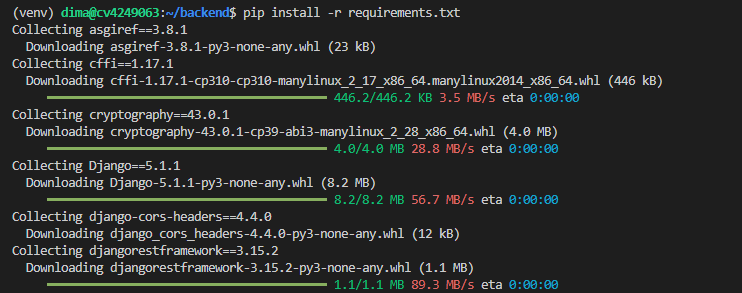 (venv) dima@cv4249063:~/backend$ pip install -r requirements.txt
Collecting asgiref==3.8.1
  Downloading asgiref-3.8.1-py3-none-any.whl (23 kB)
Collecting cffi==1.17.1
  Downloading cffi-1.17.1-cp310-cp310-manylinux_2_17_x86_64.manylinux2014_x86_64.whl (446 kB)
446.2/446.2 KB 3.5 MB/s eta 0:00:00
Collecting cryptography==43.0.1
  Downloading cryptography-43.0.1-cp39-abi3-manylinux_2_28_x86_64.whl (4.0 MB)
4.0/4.0 MB 28.8 MB/s eta 0:00:00
Collecting Django==5.1.1
  Downloading Django-5.1.1-py3-none-any.whl (8.2 MB)
8.2/8.2 MB 56.7 MB/s eta 0:00:00
Collecting django-cors-headers==4.4.0
  Downloading django_cors_headers-4.4.0-py3-none-any.whl (12 kB)
Collecting djangorestframework==3.15.2
  Downloading djangorestframework-3.15.2-py3-none-any.whl (1.1 MB)
1.1/1.1 MB 89.3 MB/s eta 0:00:00